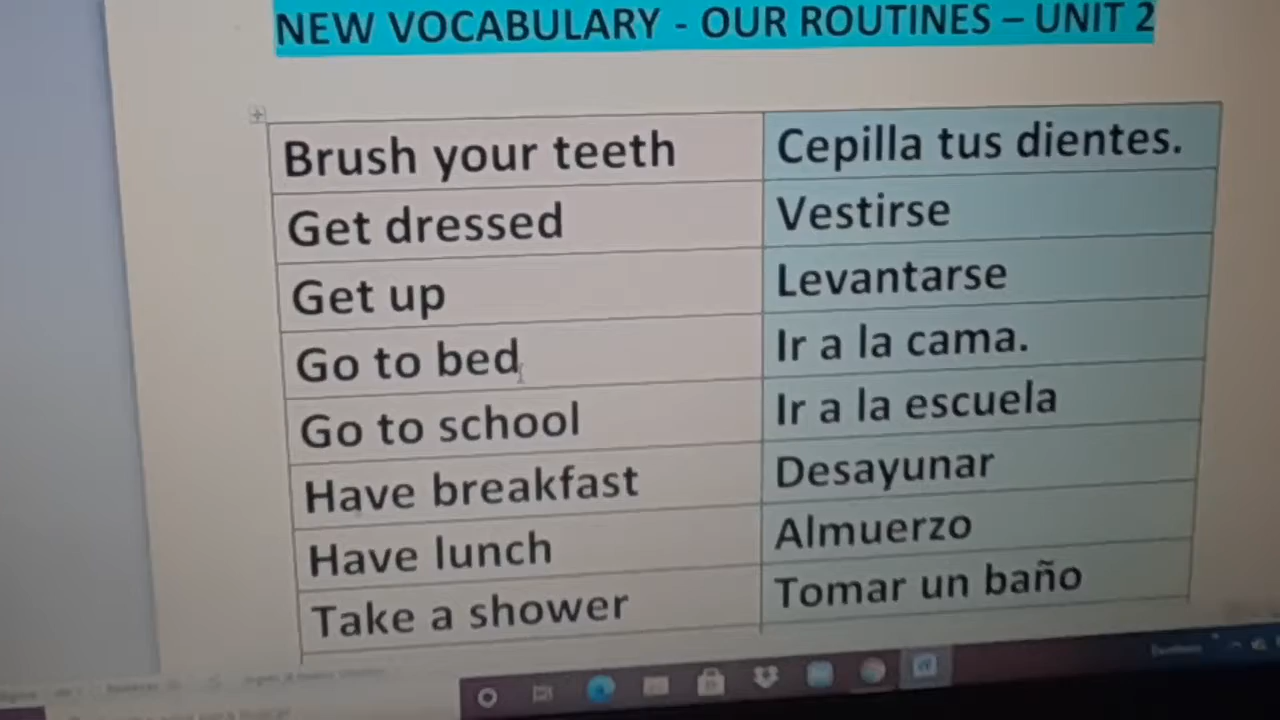 NEW VOCABULARY - OUR ROUTINES – UNIT 2
Brush your teeth Cepilla tus dientes.
Get dressed Vestirse
Get up Levantarse
Go to bed Ir a la cama.
Go to school Ir a la escuela
Have breakfast Desayunar
Have lunch Almuerzo
Take a shower Tomar un baño